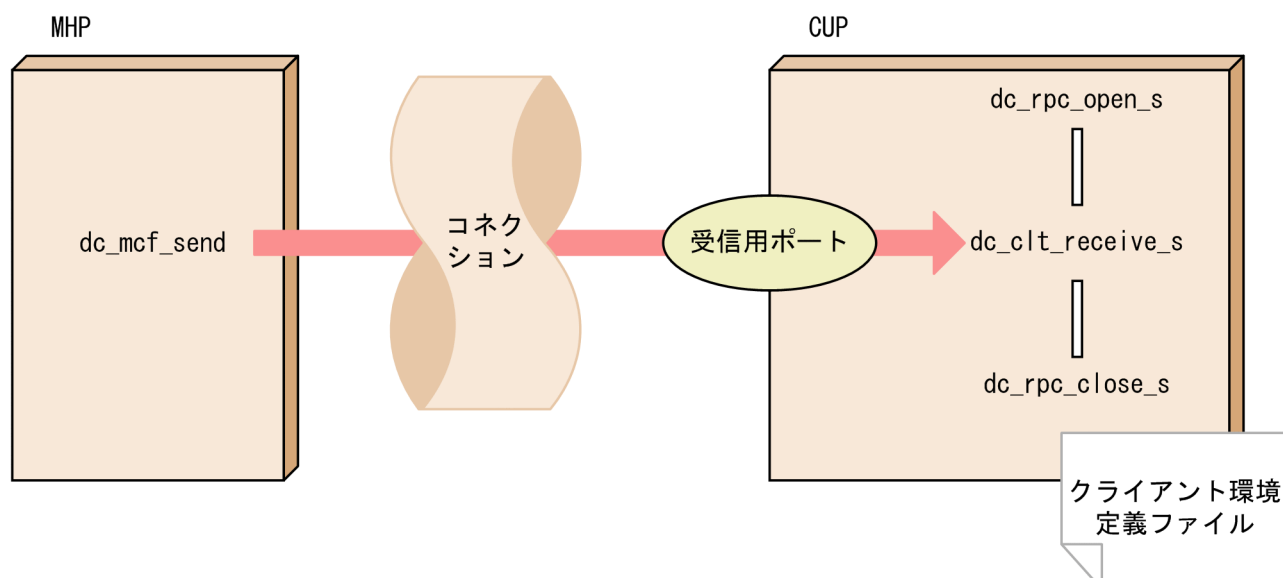 MHP
CUP
dc_rpc_open_s
dc_mcf_send
コネク
ション
受信用ポート
dc_clt_receive_s
dc_rpc_close_s
クライアント環境
定義ファイル